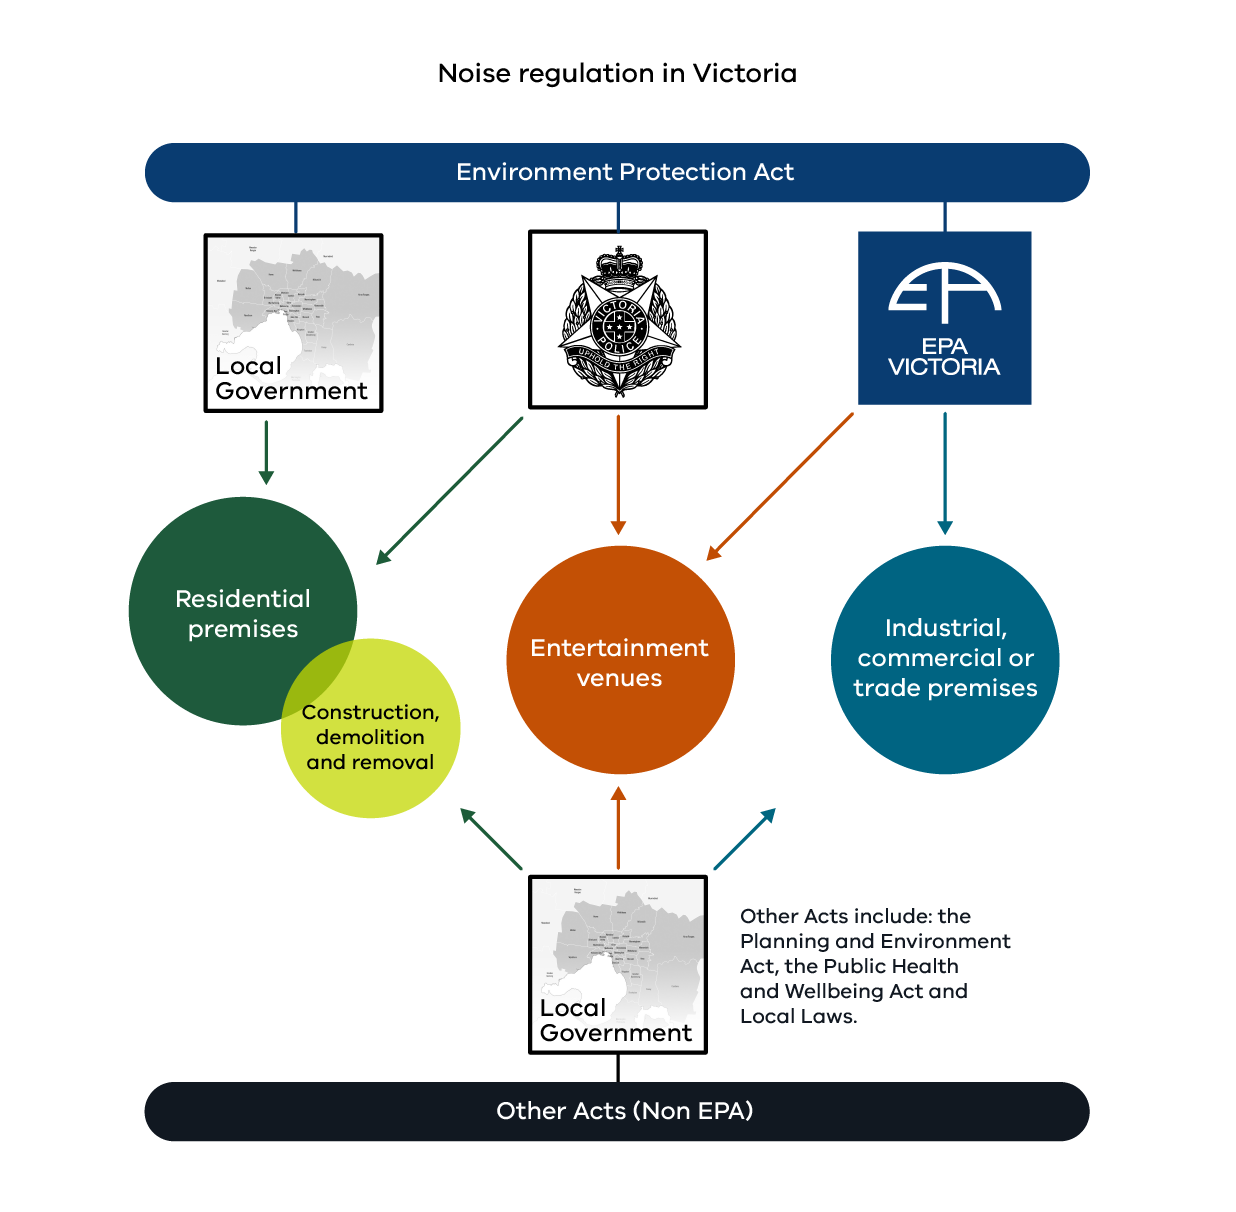 Noise regulation in Victoria
Environment Protection Act
Local
Government
VICTORIA
POLICE
UPHOLD THE RIGHT
EPA
EPA
VICTORIA
Residential
premises
Construction,
demolition
and removal
Entertainment
venues
Industrial,
commercial or
trade premises
Local
Government
Other Acts include: the
Planning and Environment
Act, the Public Health
and Wellbeing Act and
Local Laws.
Other Acts (Non EPA)